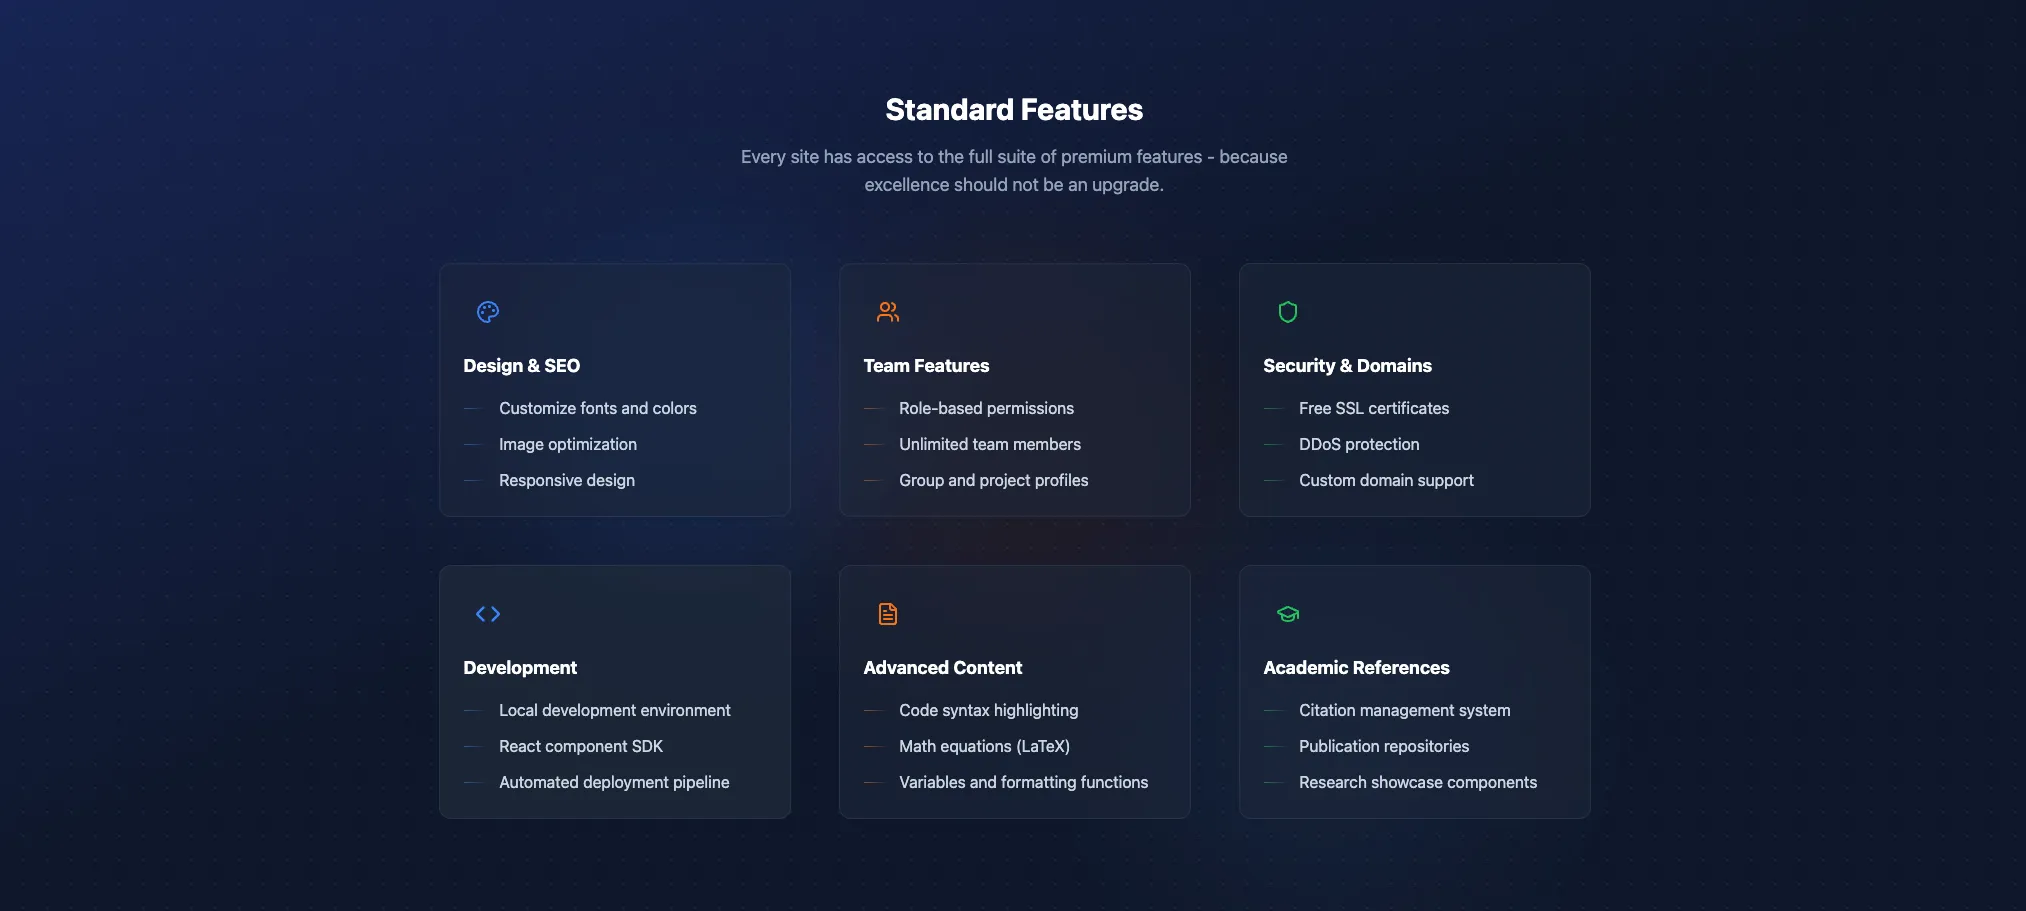 Standard Features
Every site has access to the full suite of premium features - because
excellence should not be an upgrade.
Design & SEO
Customize fonts and colors
Image optimization
Responsive design
Team Features
Role-based permissions
Unlimited team members
Group and project profiles
Security & Domains
Free SSL certificates
DDoS protection
Custom domain support
Development
Local development environment
React component SDK
Automated deployment pipeline
Advanced Content
Code syntax highlighting
Math equations (LaTeX)
Variables and formatting functions
Academic References
Citation management system
Publication repositories
Research showcase components